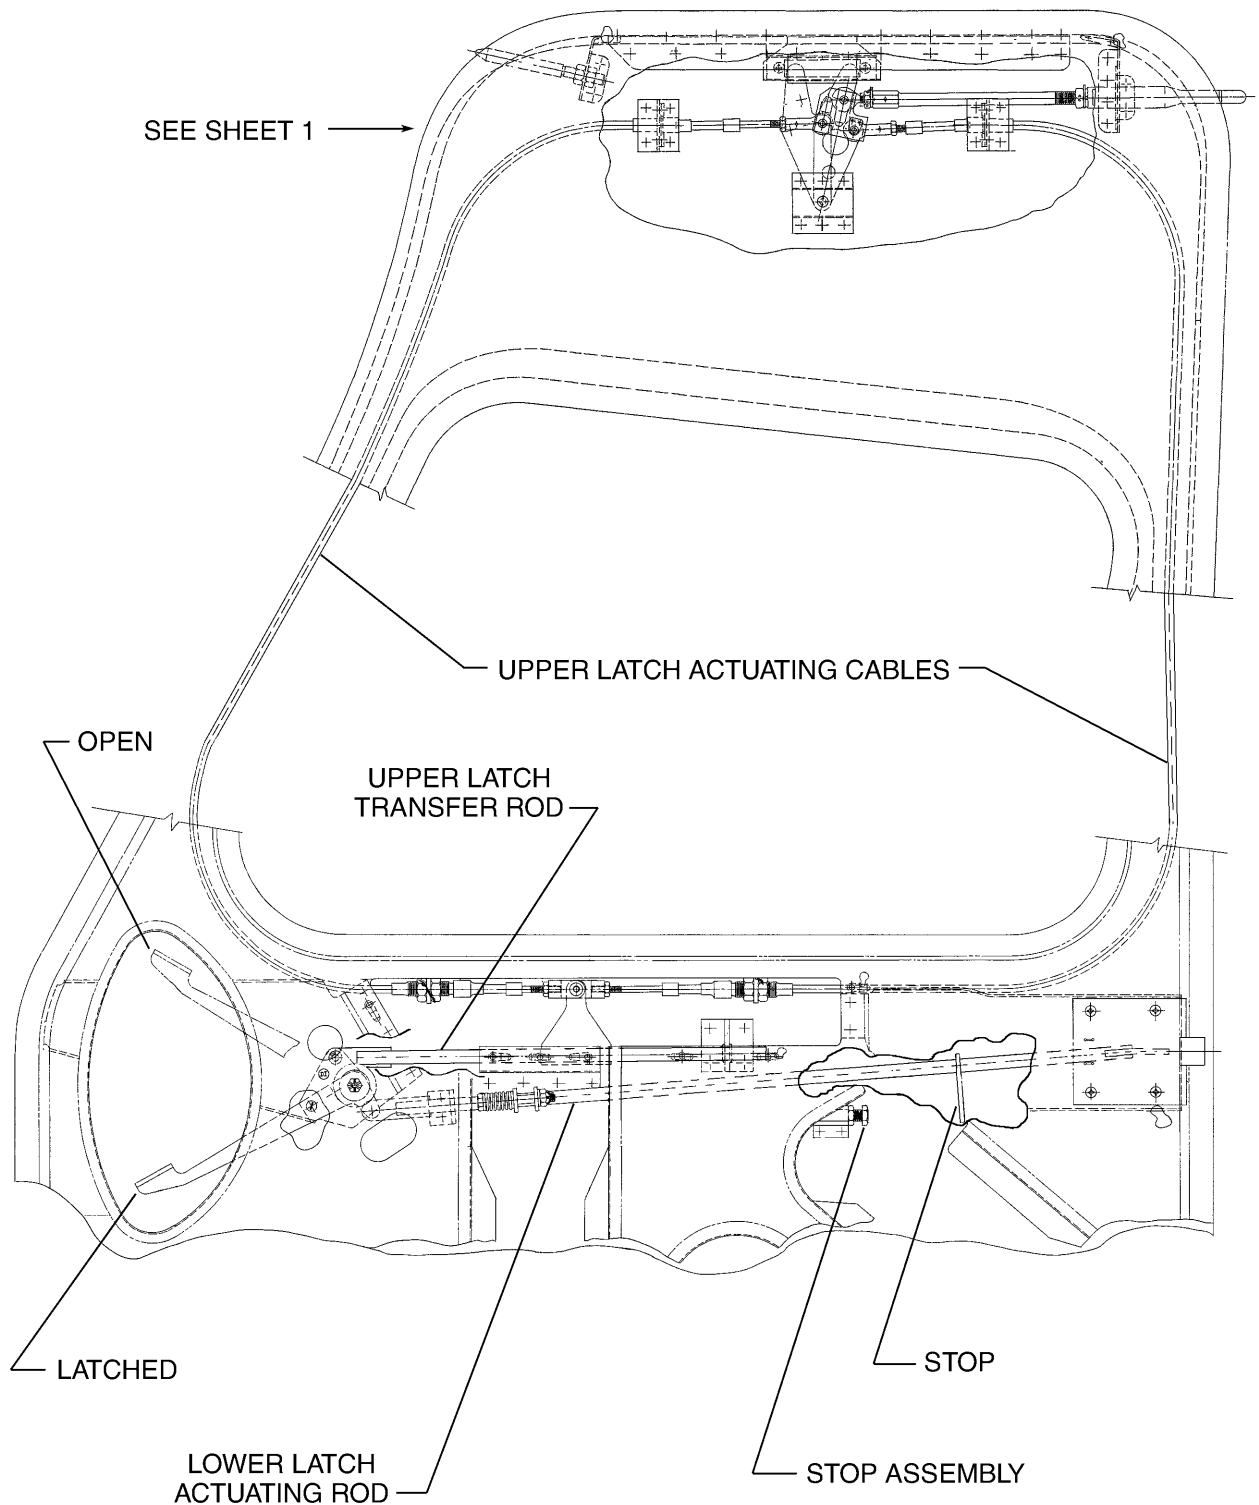 SEE SHEET 1
UPPER LATCH ACTUATING CABLES
OPEN
UPPER LATCH
TRANSFER ROD
LATCHED
STOP
LOWER LATCH
ACTUATING ROD
STOP ASSEMBLY